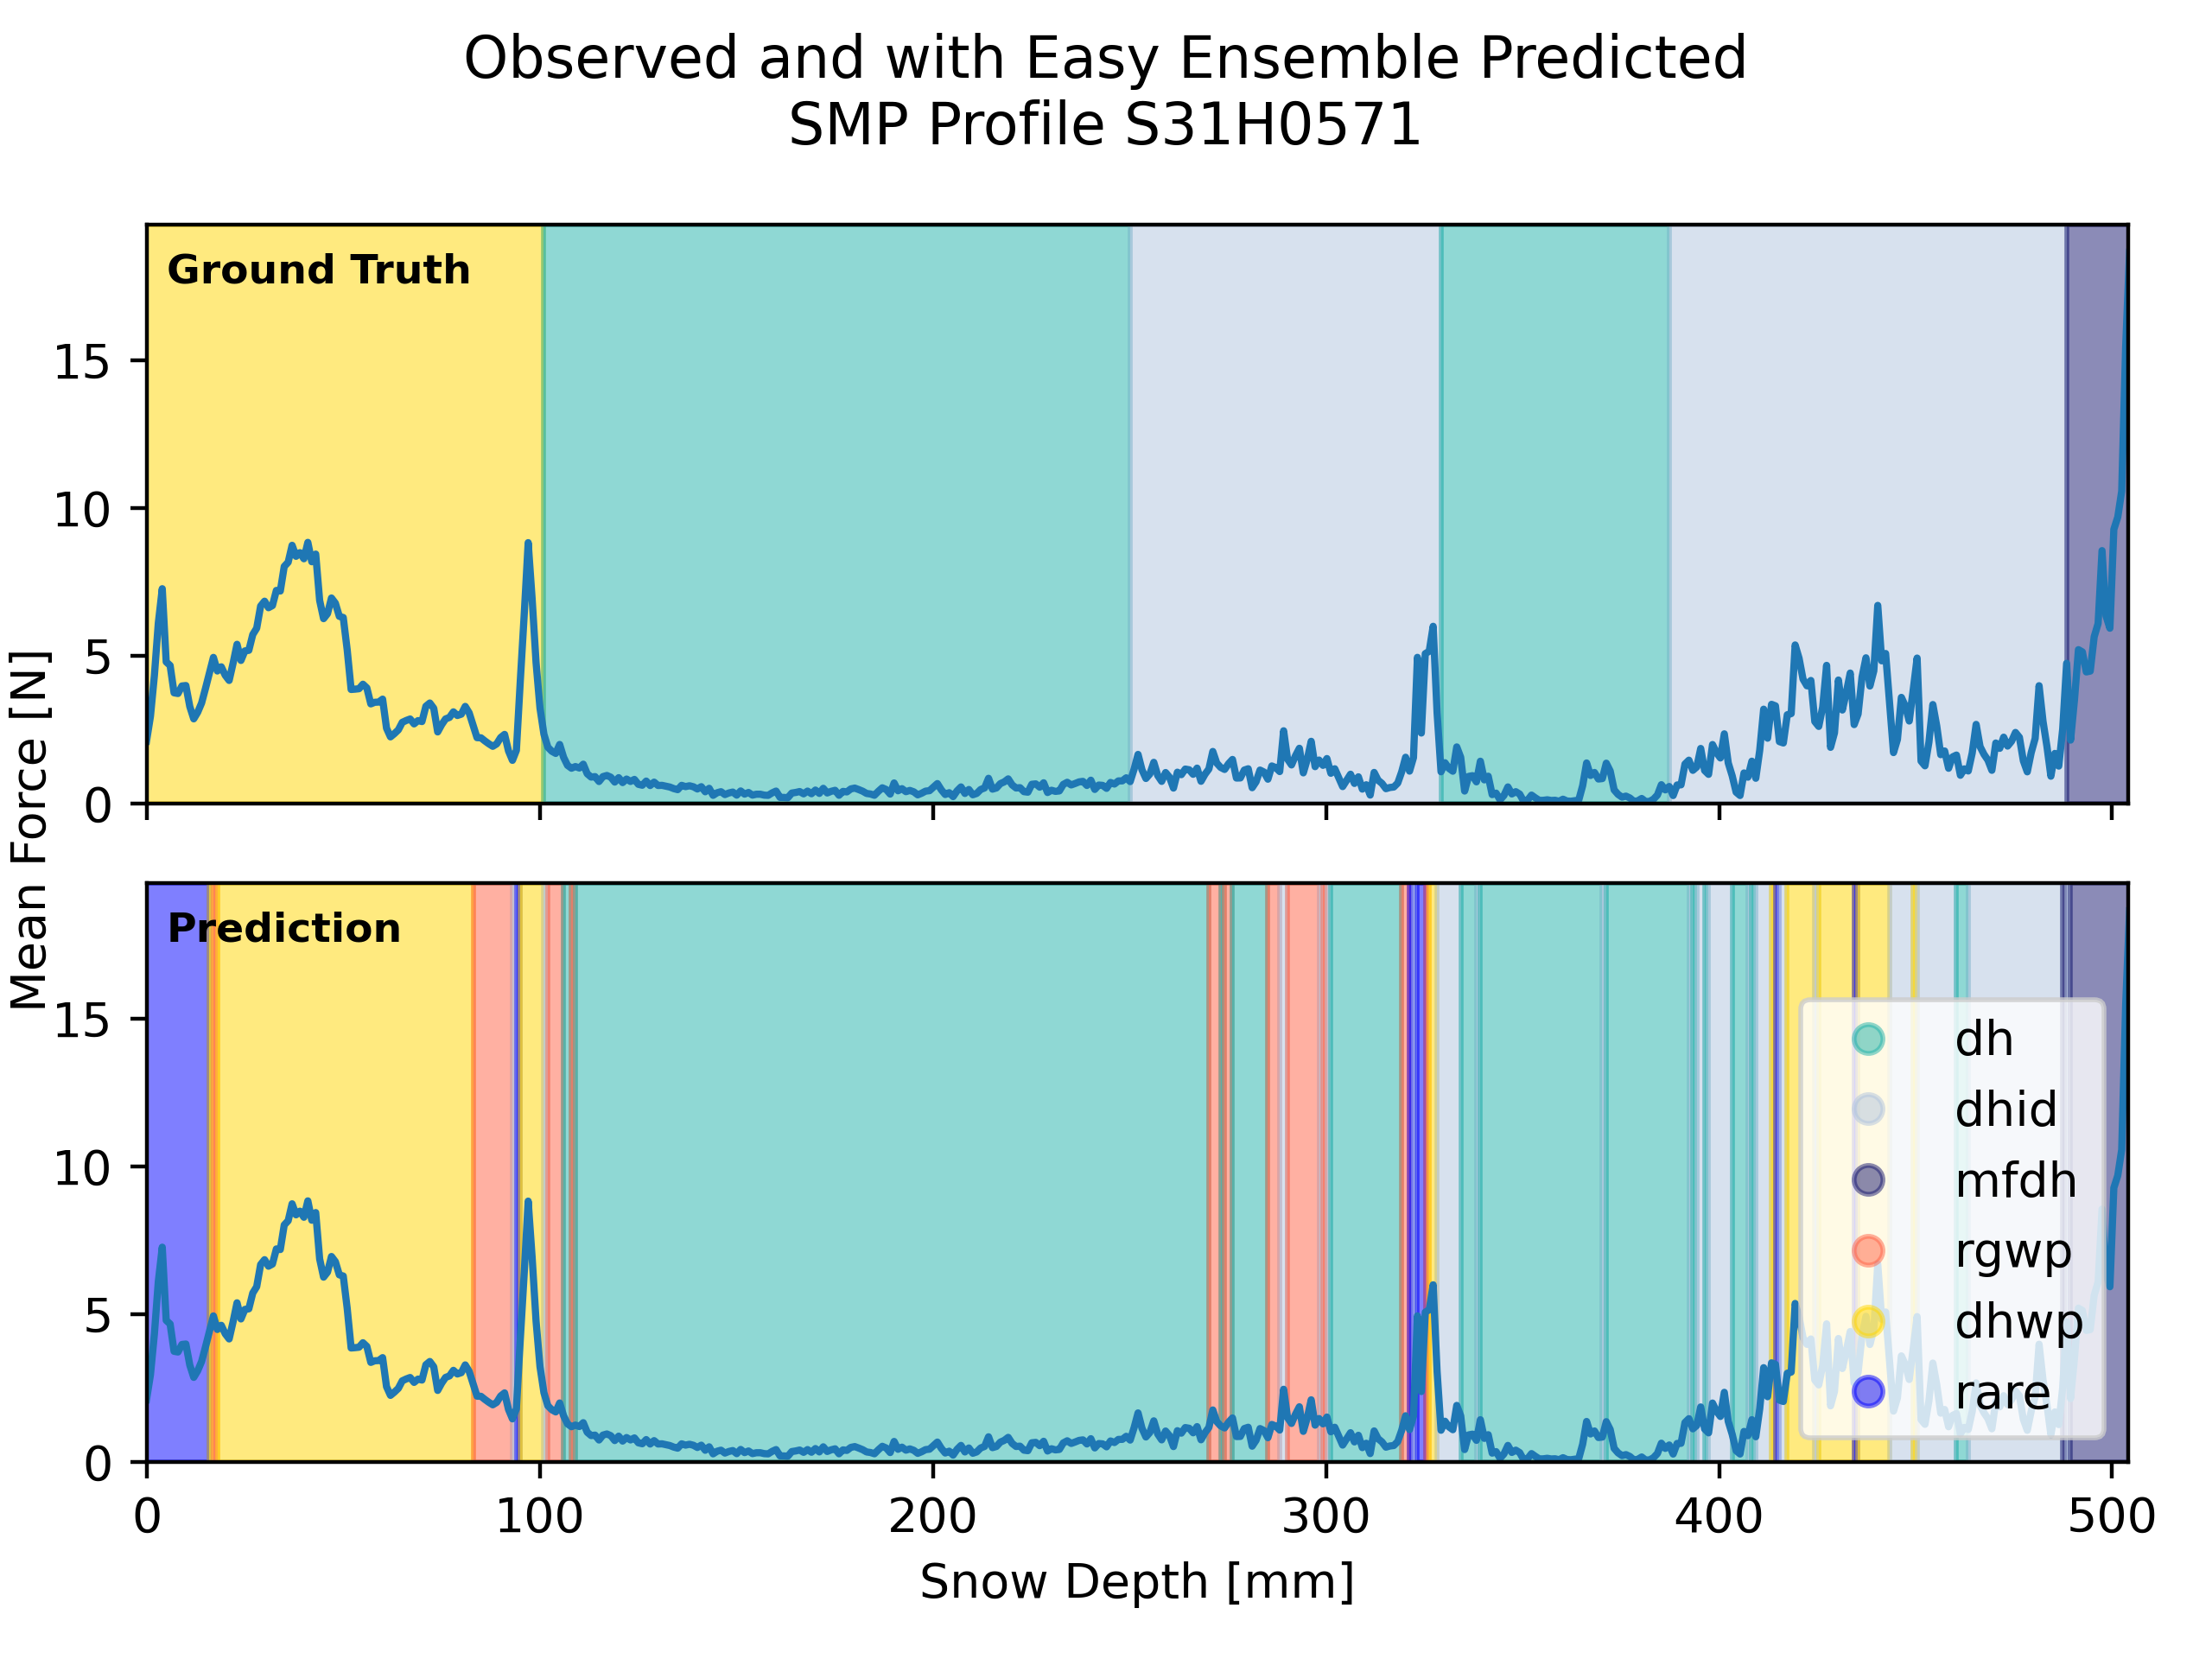 Observed and with Easy Ensemble Predicted
SMP Profile S31H0571
Ground Truth
15
10
5
0
Mean Force [N]
Prediction
15
10
5
0
dh
dhid
mfdh
rgwp
dhwp
rare
0 100 200 300 400 500
Snow Depth [mm]